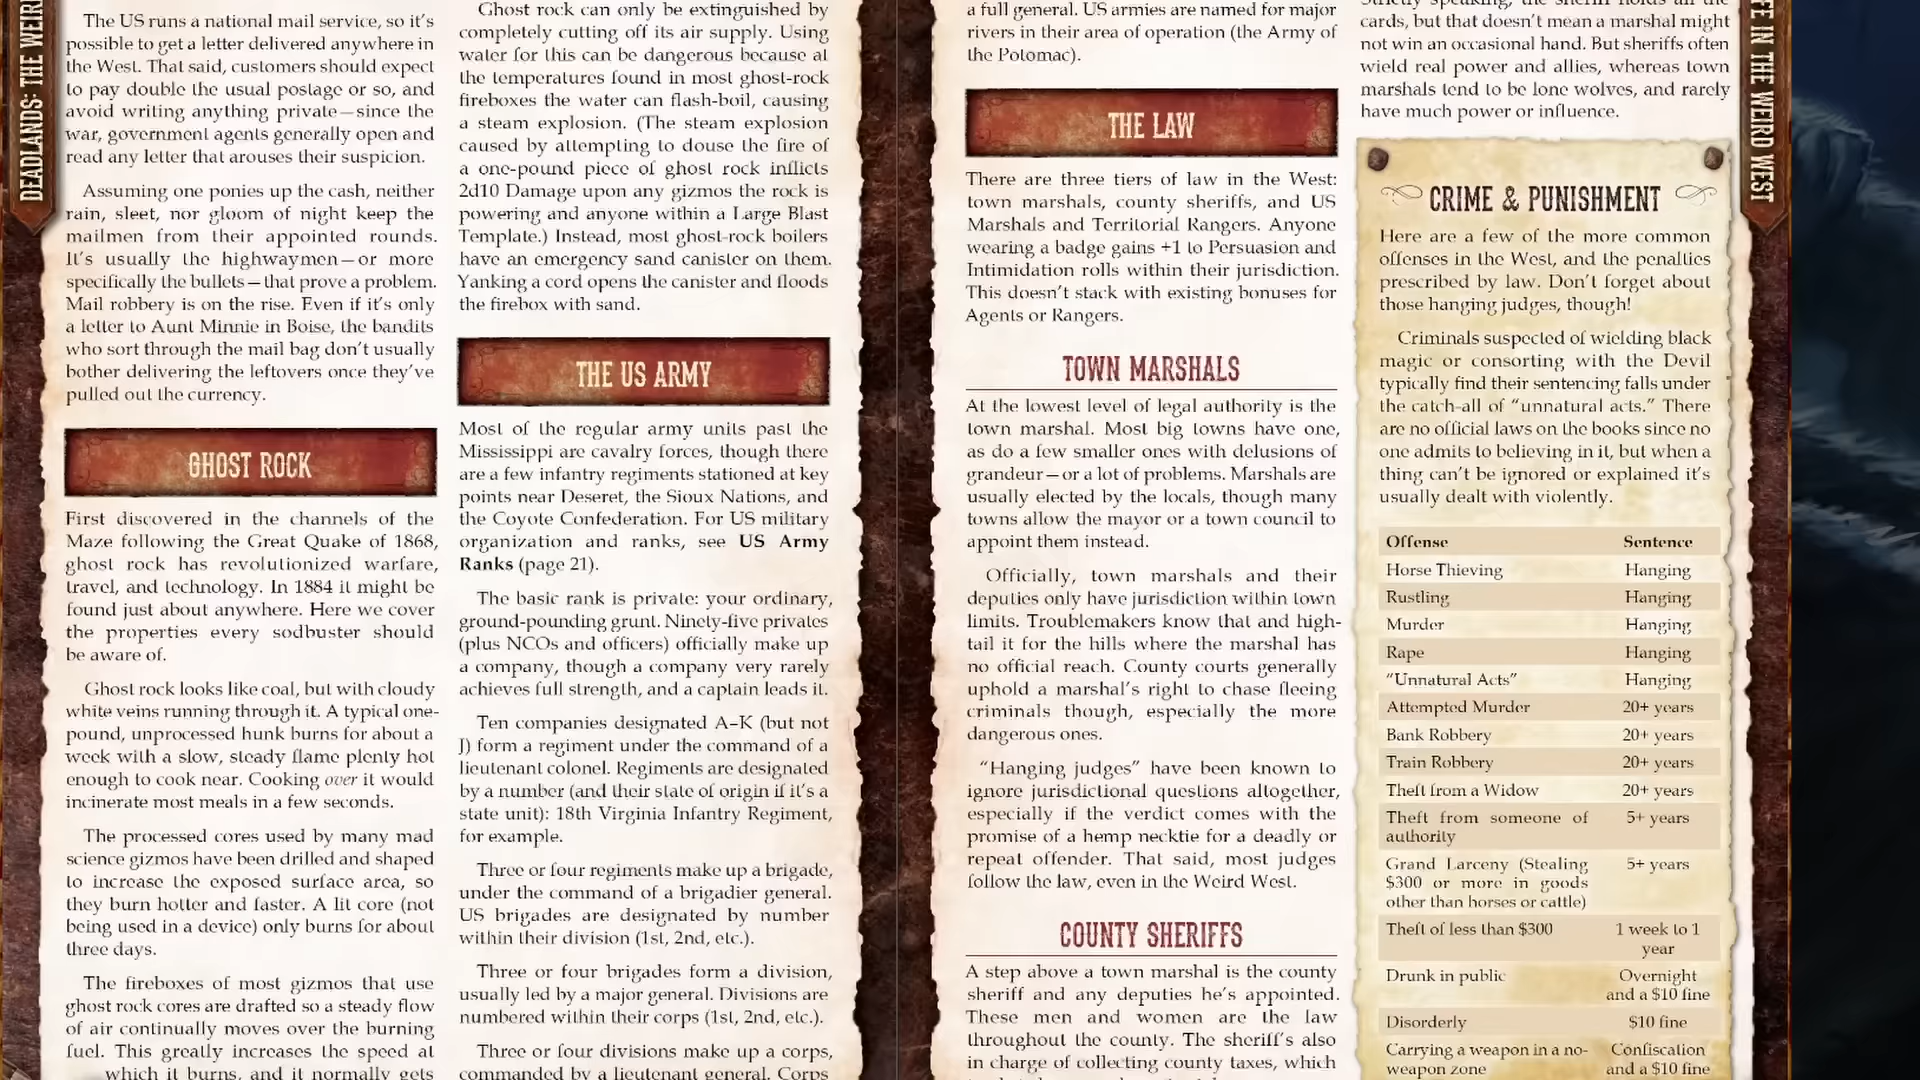 DEADLANDS: THE WEIR
The US runs a national mail service, so it's
possible to get a letter delivered anywhere in
the West. That said, customers should expect
to pay double the usual postage or so, and
avoid writing anything private—since the
war, government agents generally open and
read any letter that arouses their suspicion.
Assuming one ponies up the cash, neither
rain, sleet, nor gloom of night keep the
mailmen from their appointed rounds.
It's usually the highwaymen—or more
specifically the bullets—that prove a problem.
Mail robbery is on the rise. Even if it's only
a letter to Aunt Minnie in Boise, the bandits
who sort through the mail bag don't usually
bother delivering the leftovers once they've
pulled out the currency.
GHOST ROCK
First discovered in the channels of the
Maze following the Great Quake of 1868,
ghost rock has revolutionized warfare,
travel, and technology. In 1884 it might be
found just about anywhere. Here we cover
the properties every sodbuster should
be aware of.
Ghost rock looks like coal, but with cloudy
white veins running through it. A typical one-
pound, unprocessed hunk burns for about a
week with a slow, steady flame plenty hot
enough to cook near. Cooking over it would
incinerate most meals in a few seconds.
The processed cores used by many mad
science gizmos have been drilled and shaped
to increase the exposed surface area, so
they burn hotter and faster. A lit core (not
being used in a device) only burns for about
three days.
The fireboxes of most gizmos that use
ghost rock cores are drafted so a steady flow
of air continually moves over the burning
fuel. This greatly increases the speed at
which it burns, and it normally gets
Ghost rock can only be extinguished by
completely cutting off its air supply. Using
water for this can be dangerous because at
the temperatures found in most ghost-rock
fireboxes the water can flash-boil, causing
a steam explosion. (The steam explosion
caused by attempting to douse the fire of
a one-pound piece of ghost rock inflicts
2d10 Damage upon any gizmos the rock is
powering and anyone within a Large Blast
Template.) Instead, most ghost-rock boilers
have an emergency sand canister on them.
Yanking a cord opens the canister and floods
the firebox with sand.
THE US ARMY
Most of the regular army units past the
Mississippi are cavalry forces, though there
are a few infantry regiments stationed at key
points near Deseret, the Sioux Nations, and
the Coyote Confederation. For US military
organization and ranks, see US Army
Ranks (page 21).
The basic rank is private: your ordinary,
ground-pounding grunt. Ninety-five privates
(plus NCOs and officers) officially make up
a company, though a company very rarely
achieves full strength, and a captain leads it.
Ten companies designated A–K (but not
J) form a regiment under the command of a
lieutenant colonel. Regiments are designated
by a number (and their state of origin if it's a
state unit): 18th Virginia Infantry Regiment,
for example.
Three or four regiments make up a brigade,
under the command of a brigadier general.
US brigades are designated by number
within their division (1st, 2nd, etc.).
Three or four brigades form a division,
usually led by a major general. Divisions are
numbered within their corps (1st, 2nd, etc.).
Three or four divisions make up a corps,
commanded by a lieutenant general. Corps
a full general. US armies are named for major
rivers in their area of operation (the Army of
the Potomac).
THE LAW
There are three tiers of law in the West:
town marshals, county sheriffs, and US
Marshals and Territorial Rangers. Anyone
wearing a badge gains +1 to Persuasion and
Intimidation rolls within their jurisdiction.
This doesn't stack with existing bonuses for
Agents or Rangers.
TOWN MARSHALS
At the lowest level of legal authority is the
town marshal. Most big towns have one,
as do a few smaller ones with delusions of
grandeur—or a lot of problems. Marshals are
usually elected by the locals, though many
towns allow the mayor or a town council to
appoint them instead.
Officially, town marshals and their
deputies only have jurisdiction within town
limits. Troublemakers know that and high-
tail it for the hills where the marshal has
no official reach. County courts generally
uphold a marshal's right to chase fleeing
criminals though, especially the more
dangerous ones.
"Hanging judges" have been known to
ignore jurisdictional questions altogether,
especially if the verdict comes with the
promise of a hemp necktie for a deadly or
repeat offender. That said, most judges
follow the law, even in the Weird West.
COUNTY SHERIFFS
A step above a town marshal is the county
sheriff and any deputies he's appointed.
These men and women are the law
throughout the county. The sheriff's also
in charge of collecting county taxes, which
Strictly speaking, the sheriff holds all the
cards, but that doesn't mean a marshal might
not win an occasional hand. But sheriffs often
wield real power and allies, whereas town
marshals tend to be lone wolves, and rarely
have much power or influence.
CRIME & PUNISHMENT
Here are a few of the more common
offenses in the West, and the penalties
prescribed by law. Don't forget about
those hanging judges, though!
Criminals suspected of wielding black
magic or consorting with the Devil
typically find their sentencing falls under
the catch-all of "unnatural acts." There
are no official laws on the books since no
one admits to believing in it, but when a
thing can't be ignored or explained it's
usually dealt with violently.
Offense Sentence
Horse Thieving Hanging
Rustling Hanging
Murder Hanging
Rape Hanging
"Unnatural Acts" Hanging
Attempted Murder 20+ years
Bank Robbery 20+ years
Train Robbery 20+ years
Theft from a Widow 20+ years
Theft from someone of 5+ years
authority
Grand Larceny (Stealing 5+ years
$300 or more in goods
other than horses or cattle)
Theft of less than $300 1 week to 1
year
Drunk in public Overnight
and a $10 fine
Disorderly $10 fine
Carrying a weapon in a no- Confiscation
weapon zone and a $10 fine
FE IN THE WEIRD WEST